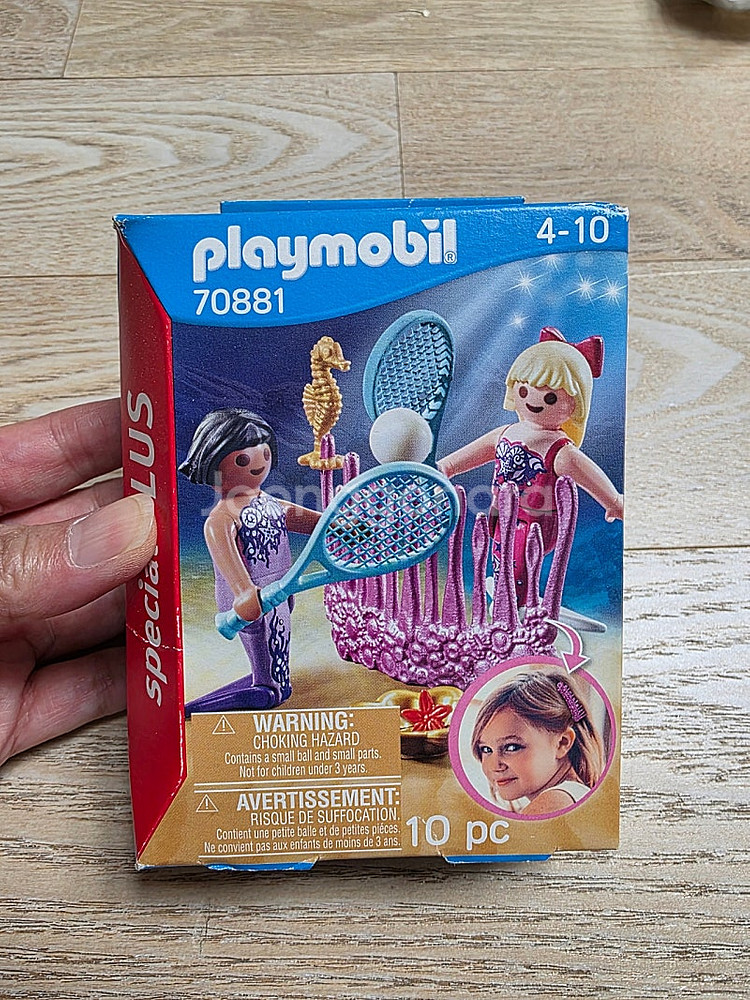 playmobil®
4-10
70881
special PLUS
Joonggonara
WARNING:
CHOKING HAZARD
Contains a small ball and small parts.
Not for children under 3 years.
AVERTISSEMENT:
RISQUE DE SUFFOCATION.
Contient une petite balle et de petites pièces.
Ne convient pas aux enfants de moins de 3 ans.
10 pc